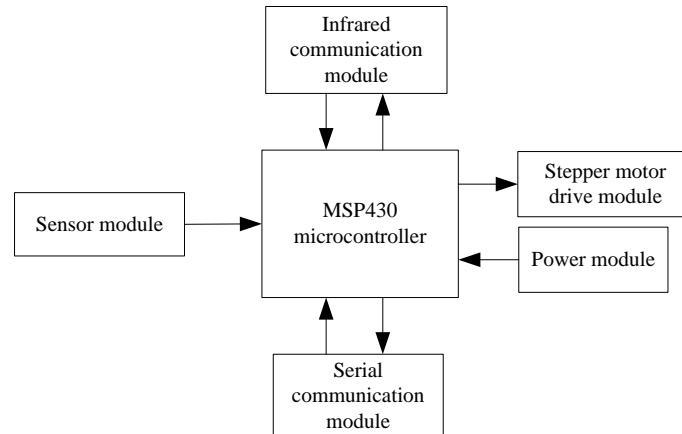 Infrared
communication
module
Stepper motor
drive module
MSP430
microcontroller
Sensor module
Power module
Serial
communication
module